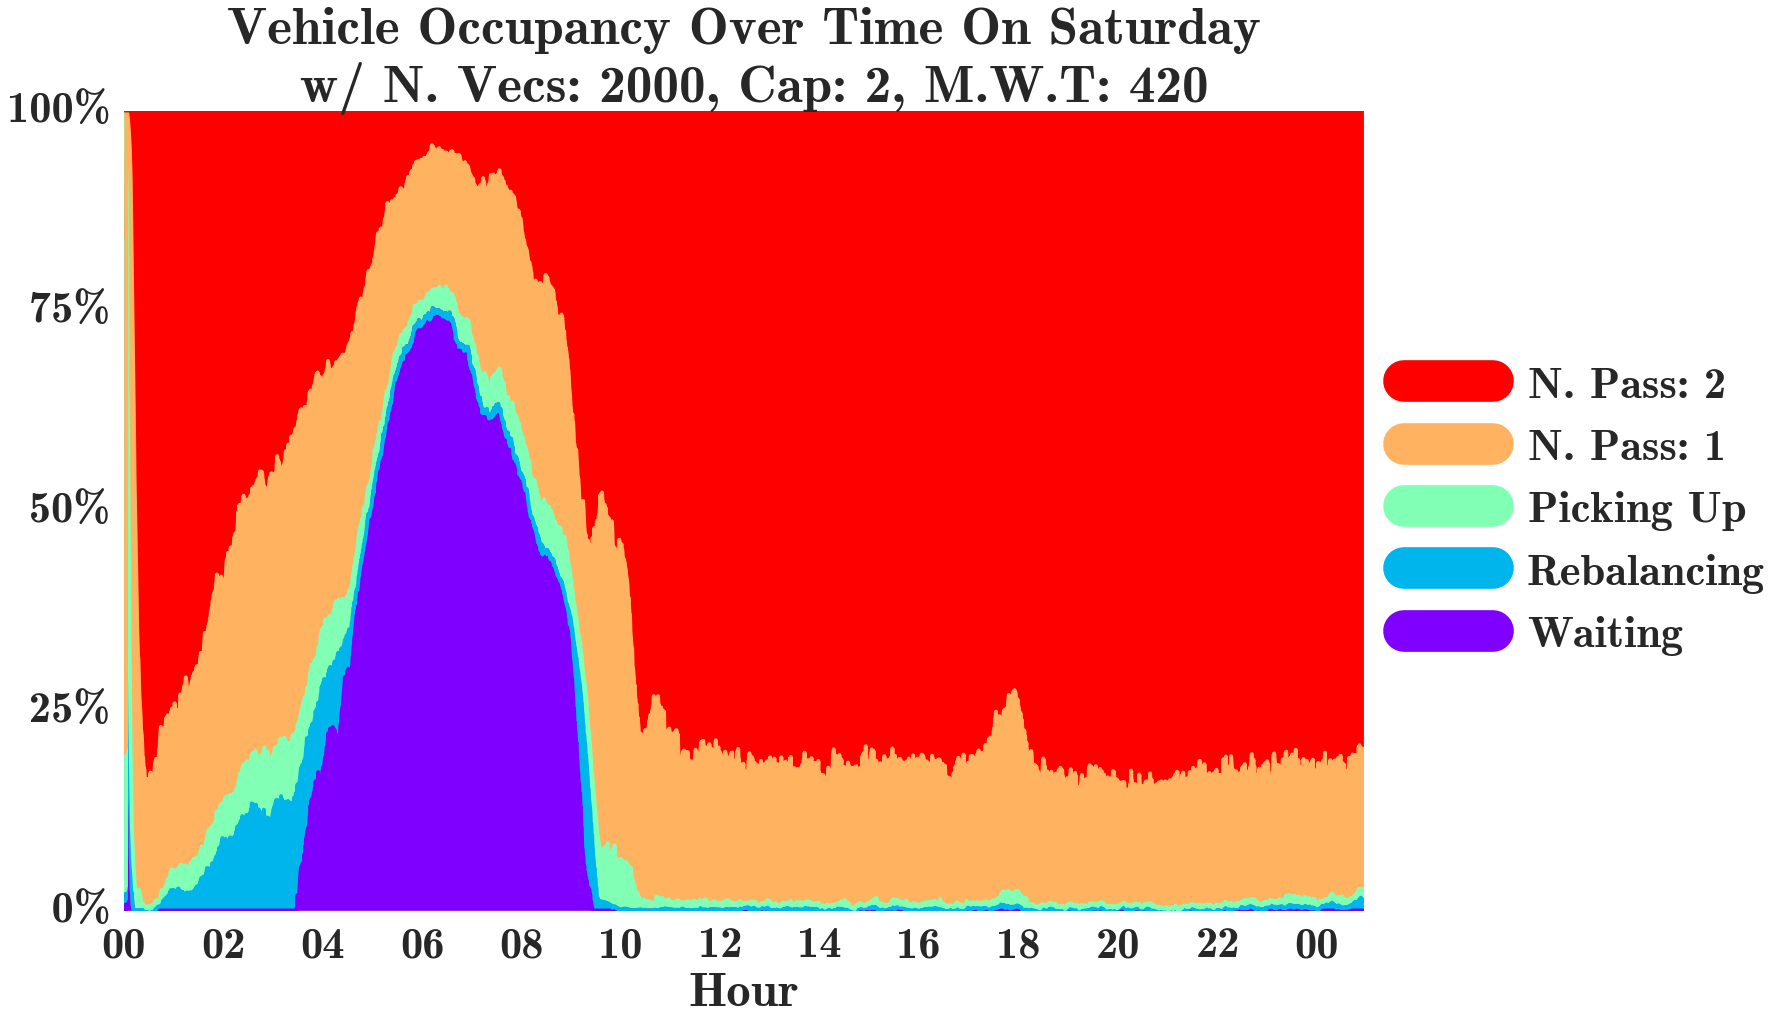 Vehicle Occupancy Over Time On Saturday
w/ N. Vecs: 2000, Cap: 2, M.W.T: 420
100%
75%
50%
25%
0%
00 02 04 06 08 10 12 14 16 18 20 22 00
Hour
N. Pass: 2
N. Pass: 1
Picking Up
Rebalancing
Waiting